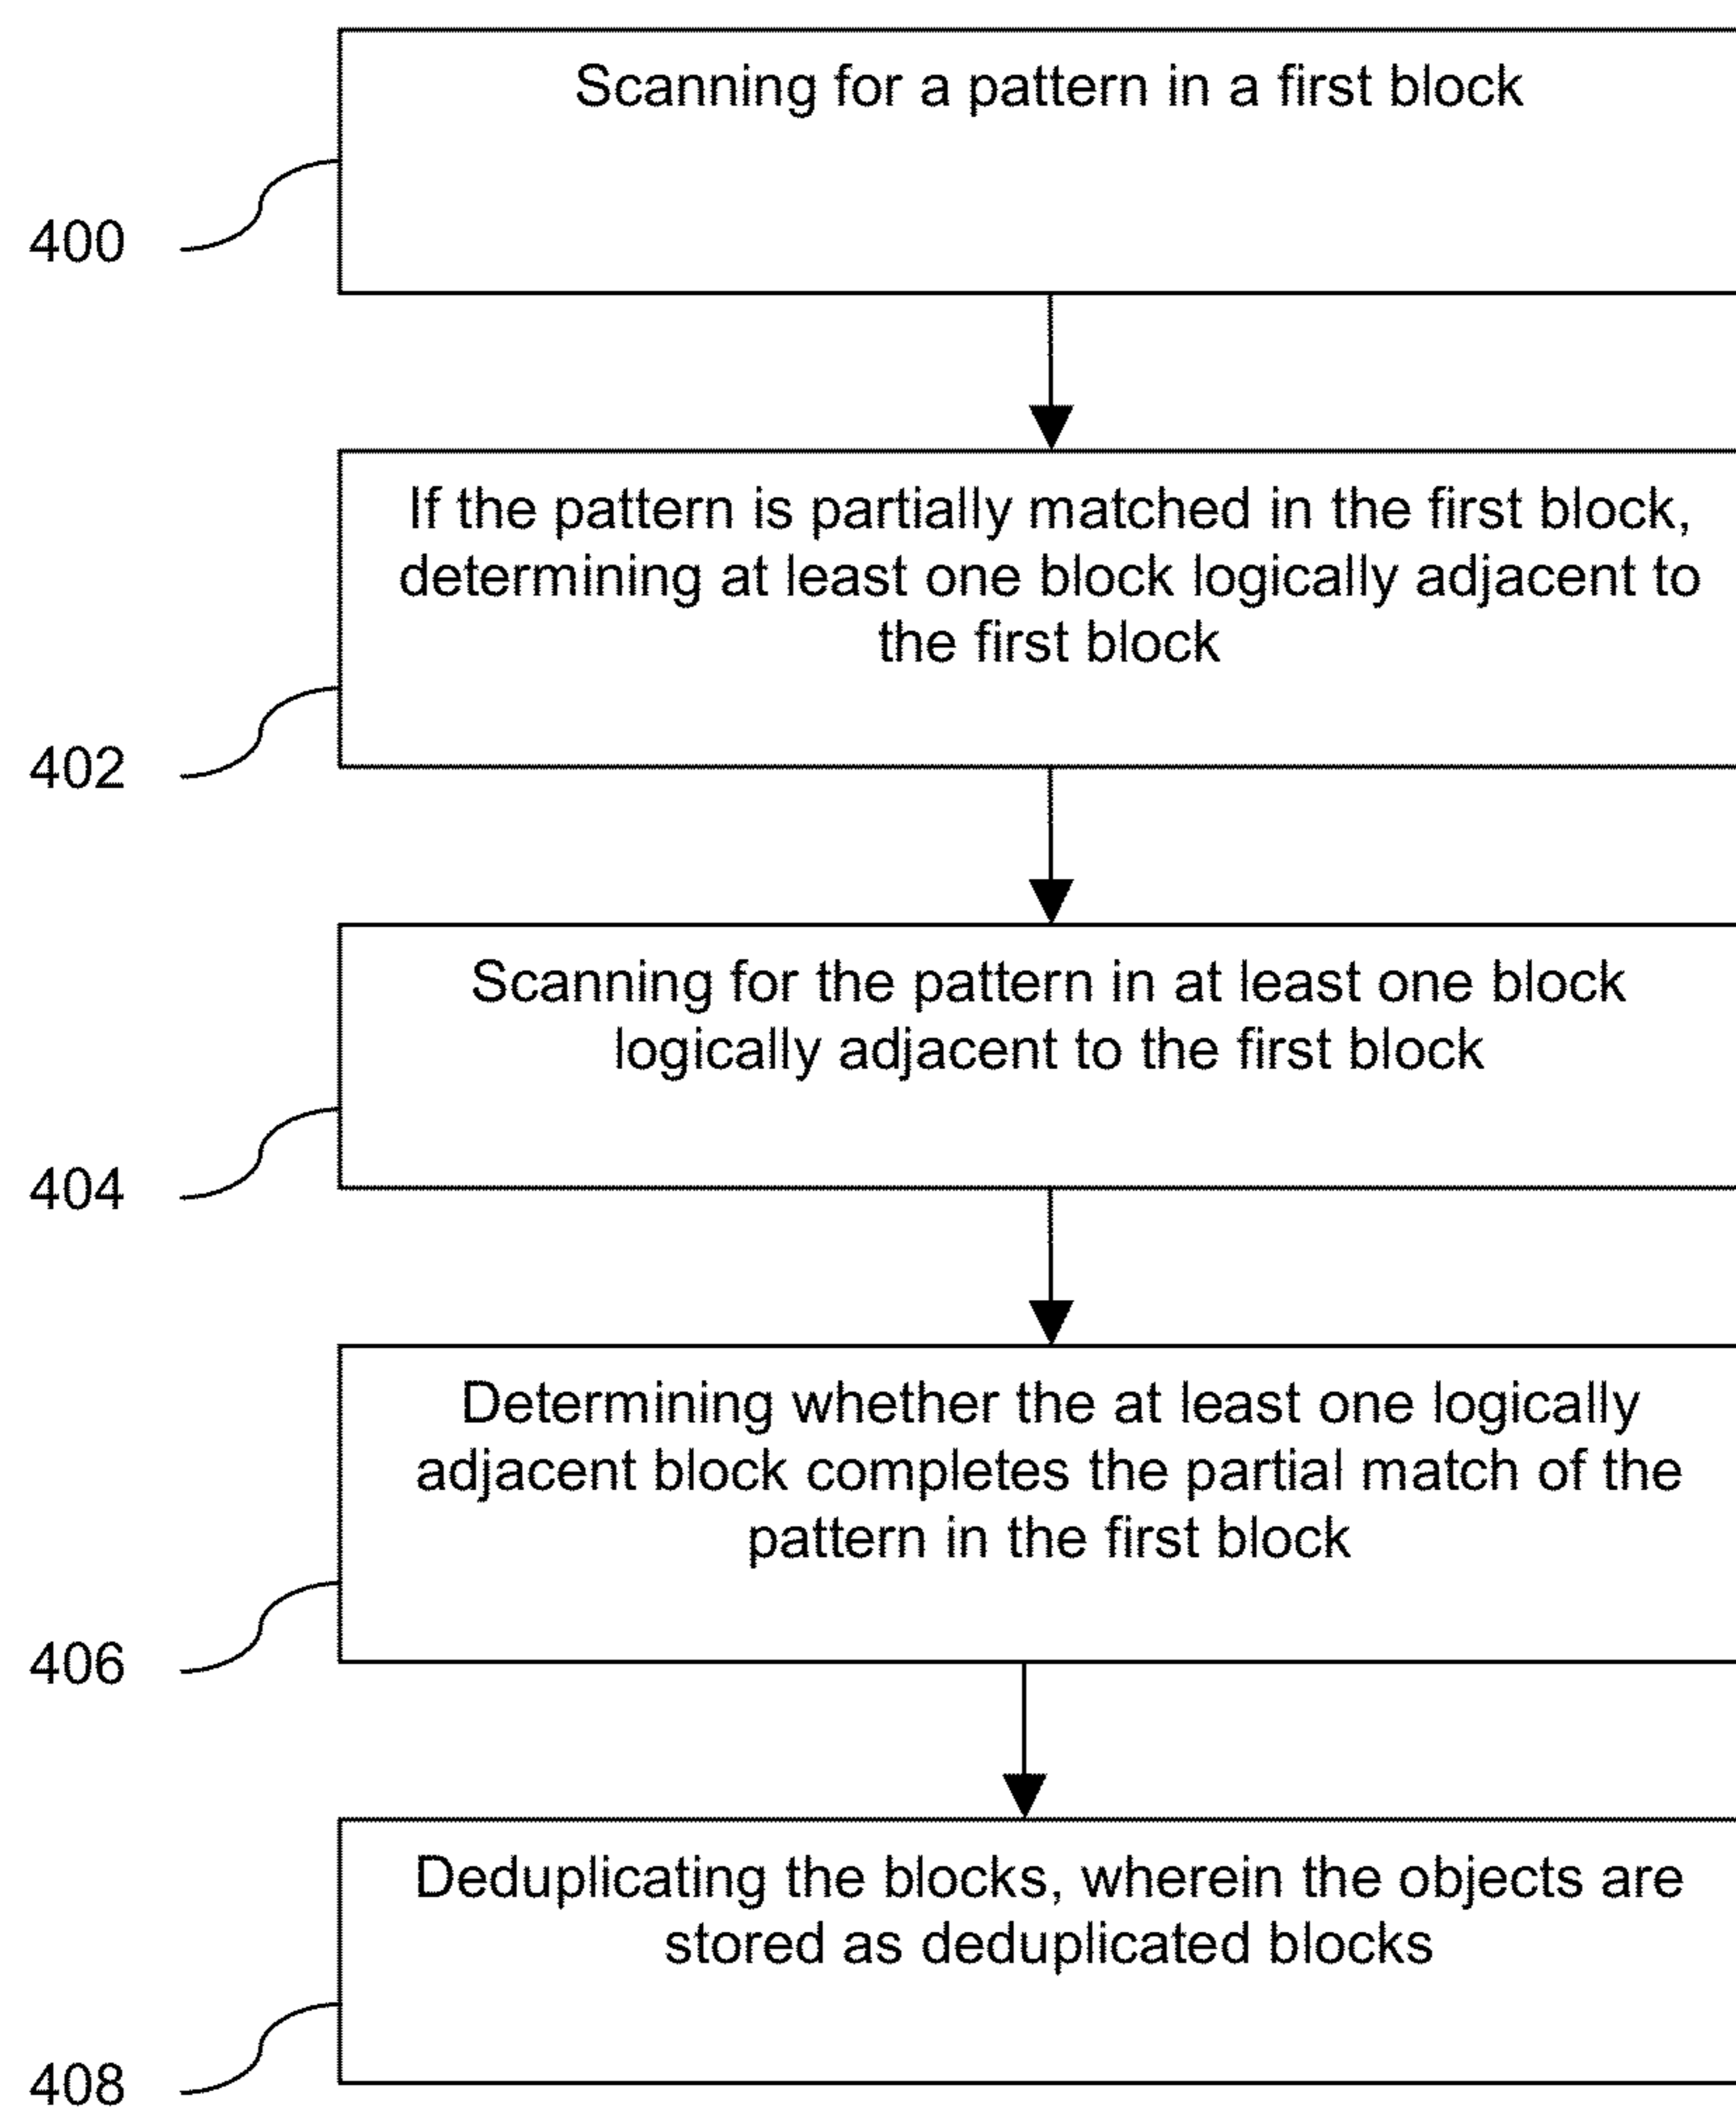 Scanning for a pattern in a first block
400
If the pattern is partially matched in the first block,
determining at least one block logically adjacent to
the first block
402
Scanning for the pattern in at least one block
logically adjacent to the first block
404
Determining whether the at least one logically
adjacent block completes the partial match of the
pattern in the first block
406
Deduplicating the blocks, wherein the objects are
stored as deduplicated blocks
408